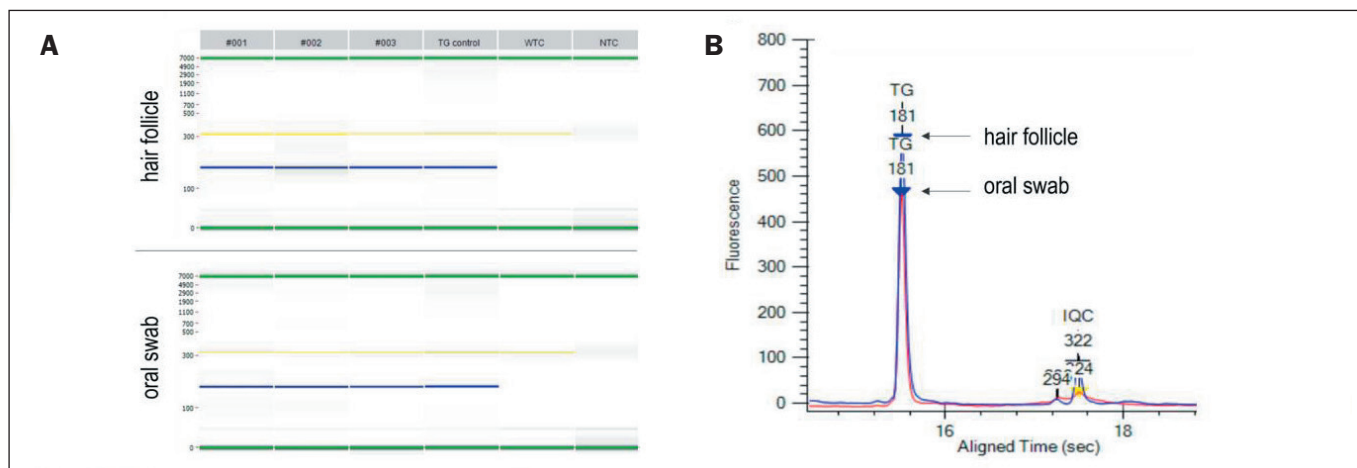 A
#001 #002 #003 TG control WTC NTC
hair follicle
7000
4900
2900
1900
1100
700
500
300
100
0
oral swab
7000
4900
2900
1900
1100
700
500
300
100
0
B
800
700
600
500
400
300
200
100
0
Fluorescence
TG
181
hair follicle
TG
181
oral swab
IQC
322
294
16 18
Aligned Time (sec)